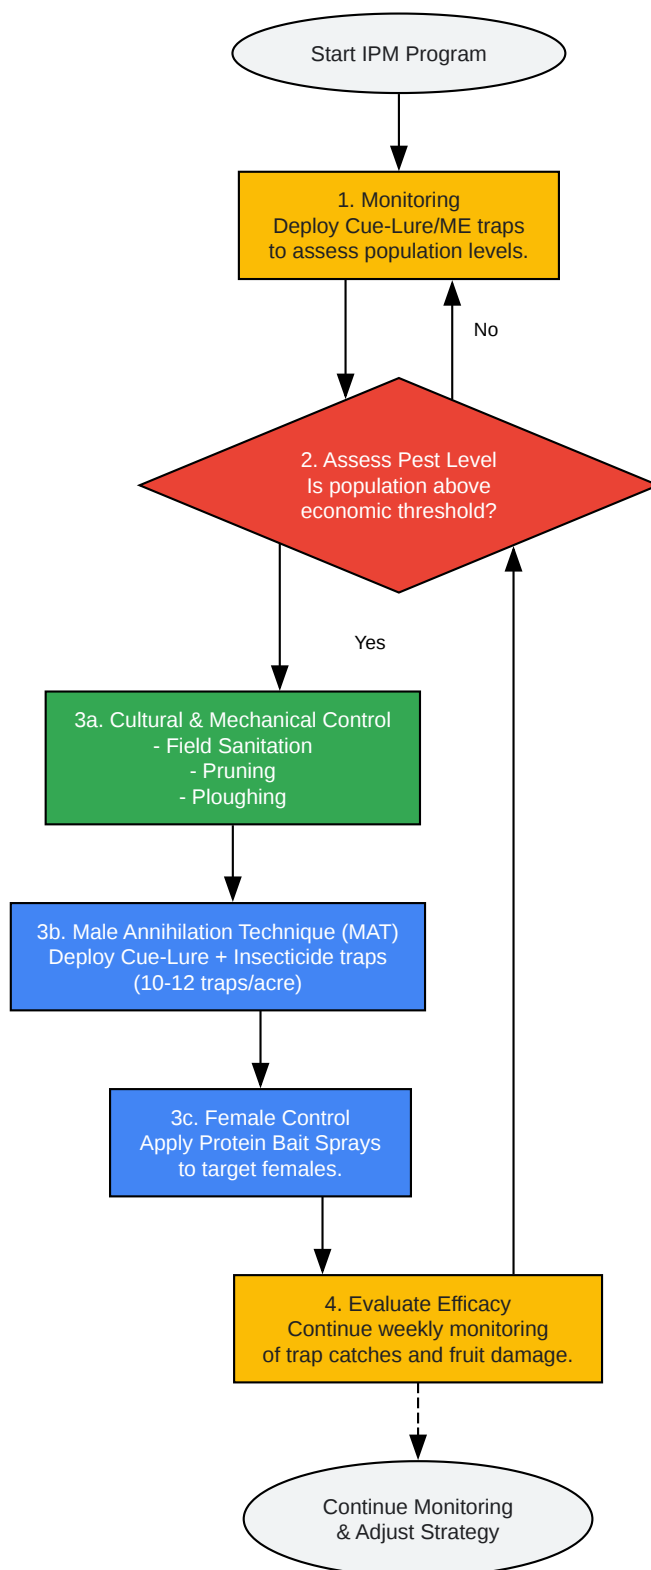 Start IPM Program
1. Monitoring
Deploy Cue-Lure/ME traps
to assess population levels.
No
2. Assess Pest Level
Is population above
economic threshold?
Yes
3a. Cultural & Mechanical Control
- Field Sanitation
- Pruning
- Ploughing
3b. Male Annihilation Technique (MAT)
Deploy Cue-Lure + Insecticide traps
(10-12 traps/acre)
3c. Female Control
Apply Protein Bait Sprays
to target females.
4. Evaluate Efficacy
Continue weekly monitoring
of trap catches and fruit damage.
Continue Monitoring
& Adjust Strategy